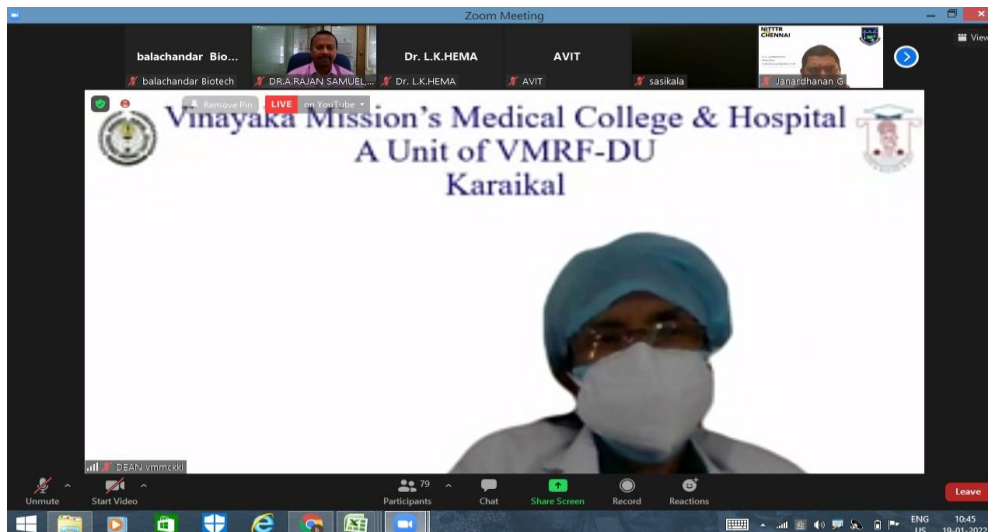 Zoom Meeting
balachandar Bio...
Dr. L.K.HEMA
AVIT
NITTTR
CHENNAI
View
balachandar Biotech
DR.A.RAJAN SAMUEL,...
Dr. L.K.HEMA
AVIT
sasikala
Janardhanan G
Remove Pin
LIVE on YouTube
Vinayaka Mission's Medical College & Hospital
A Unit of VMRF-DU
Karaikal
DEAN vmmckkl
Unmute
Start Video
79
Participants
Chat
Share Screen
Record
Reactions
Leave
ENG
US
10:45
19-01-2022